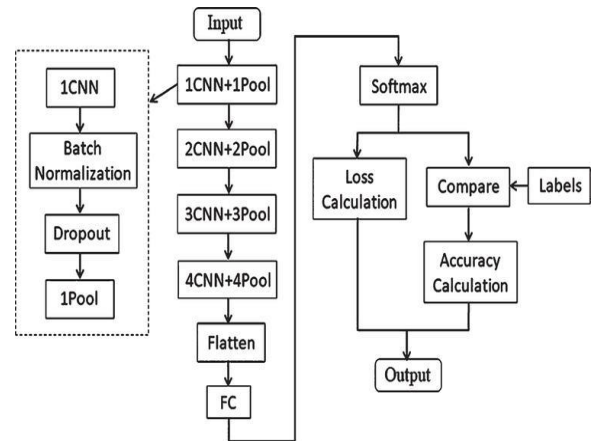 Input
1CNN+1Pool
2CNN+2Pool
3CNN+3Pool
4CNN+4Pool
Flatten
FC
1CNN
Batch
Normalization
Dropout
1Pool
Softmax
Loss
Calculation
Compare
Labels
Accuracy
Calculation
Output